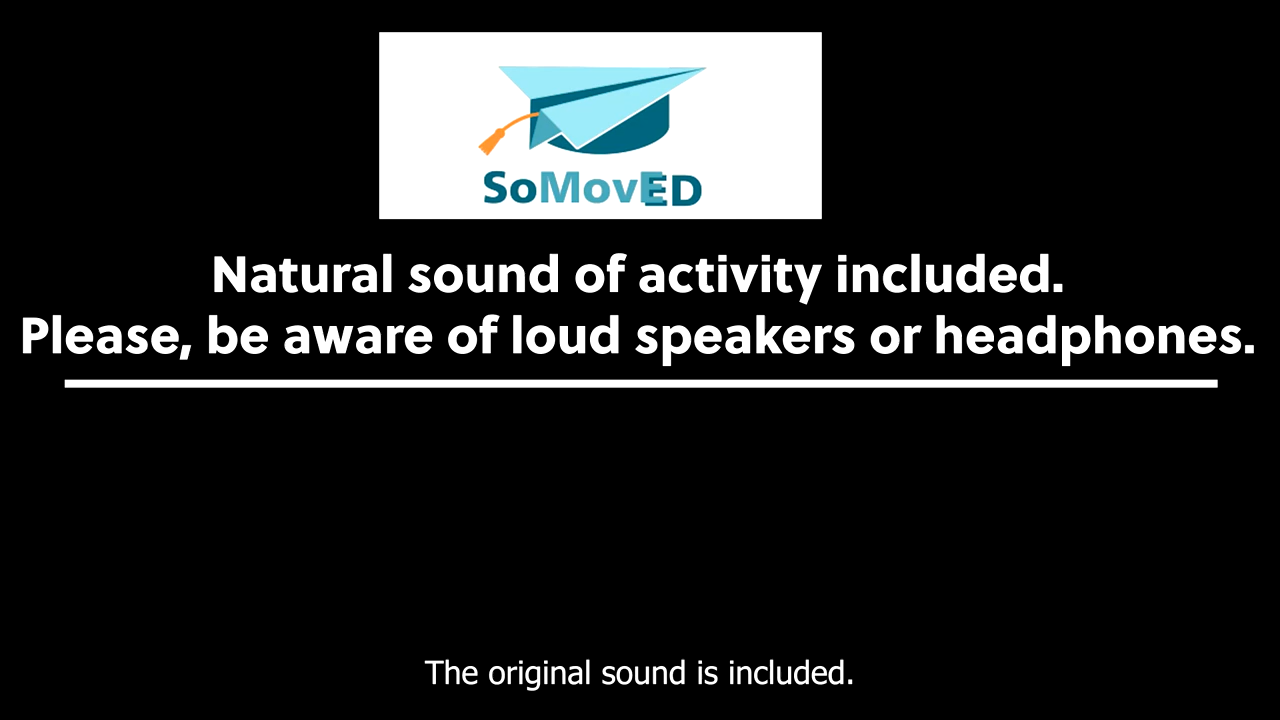 SoMovED
Natural sound of activity included.
Please, be aware of loud speakers or headphones.
The original sound is included.